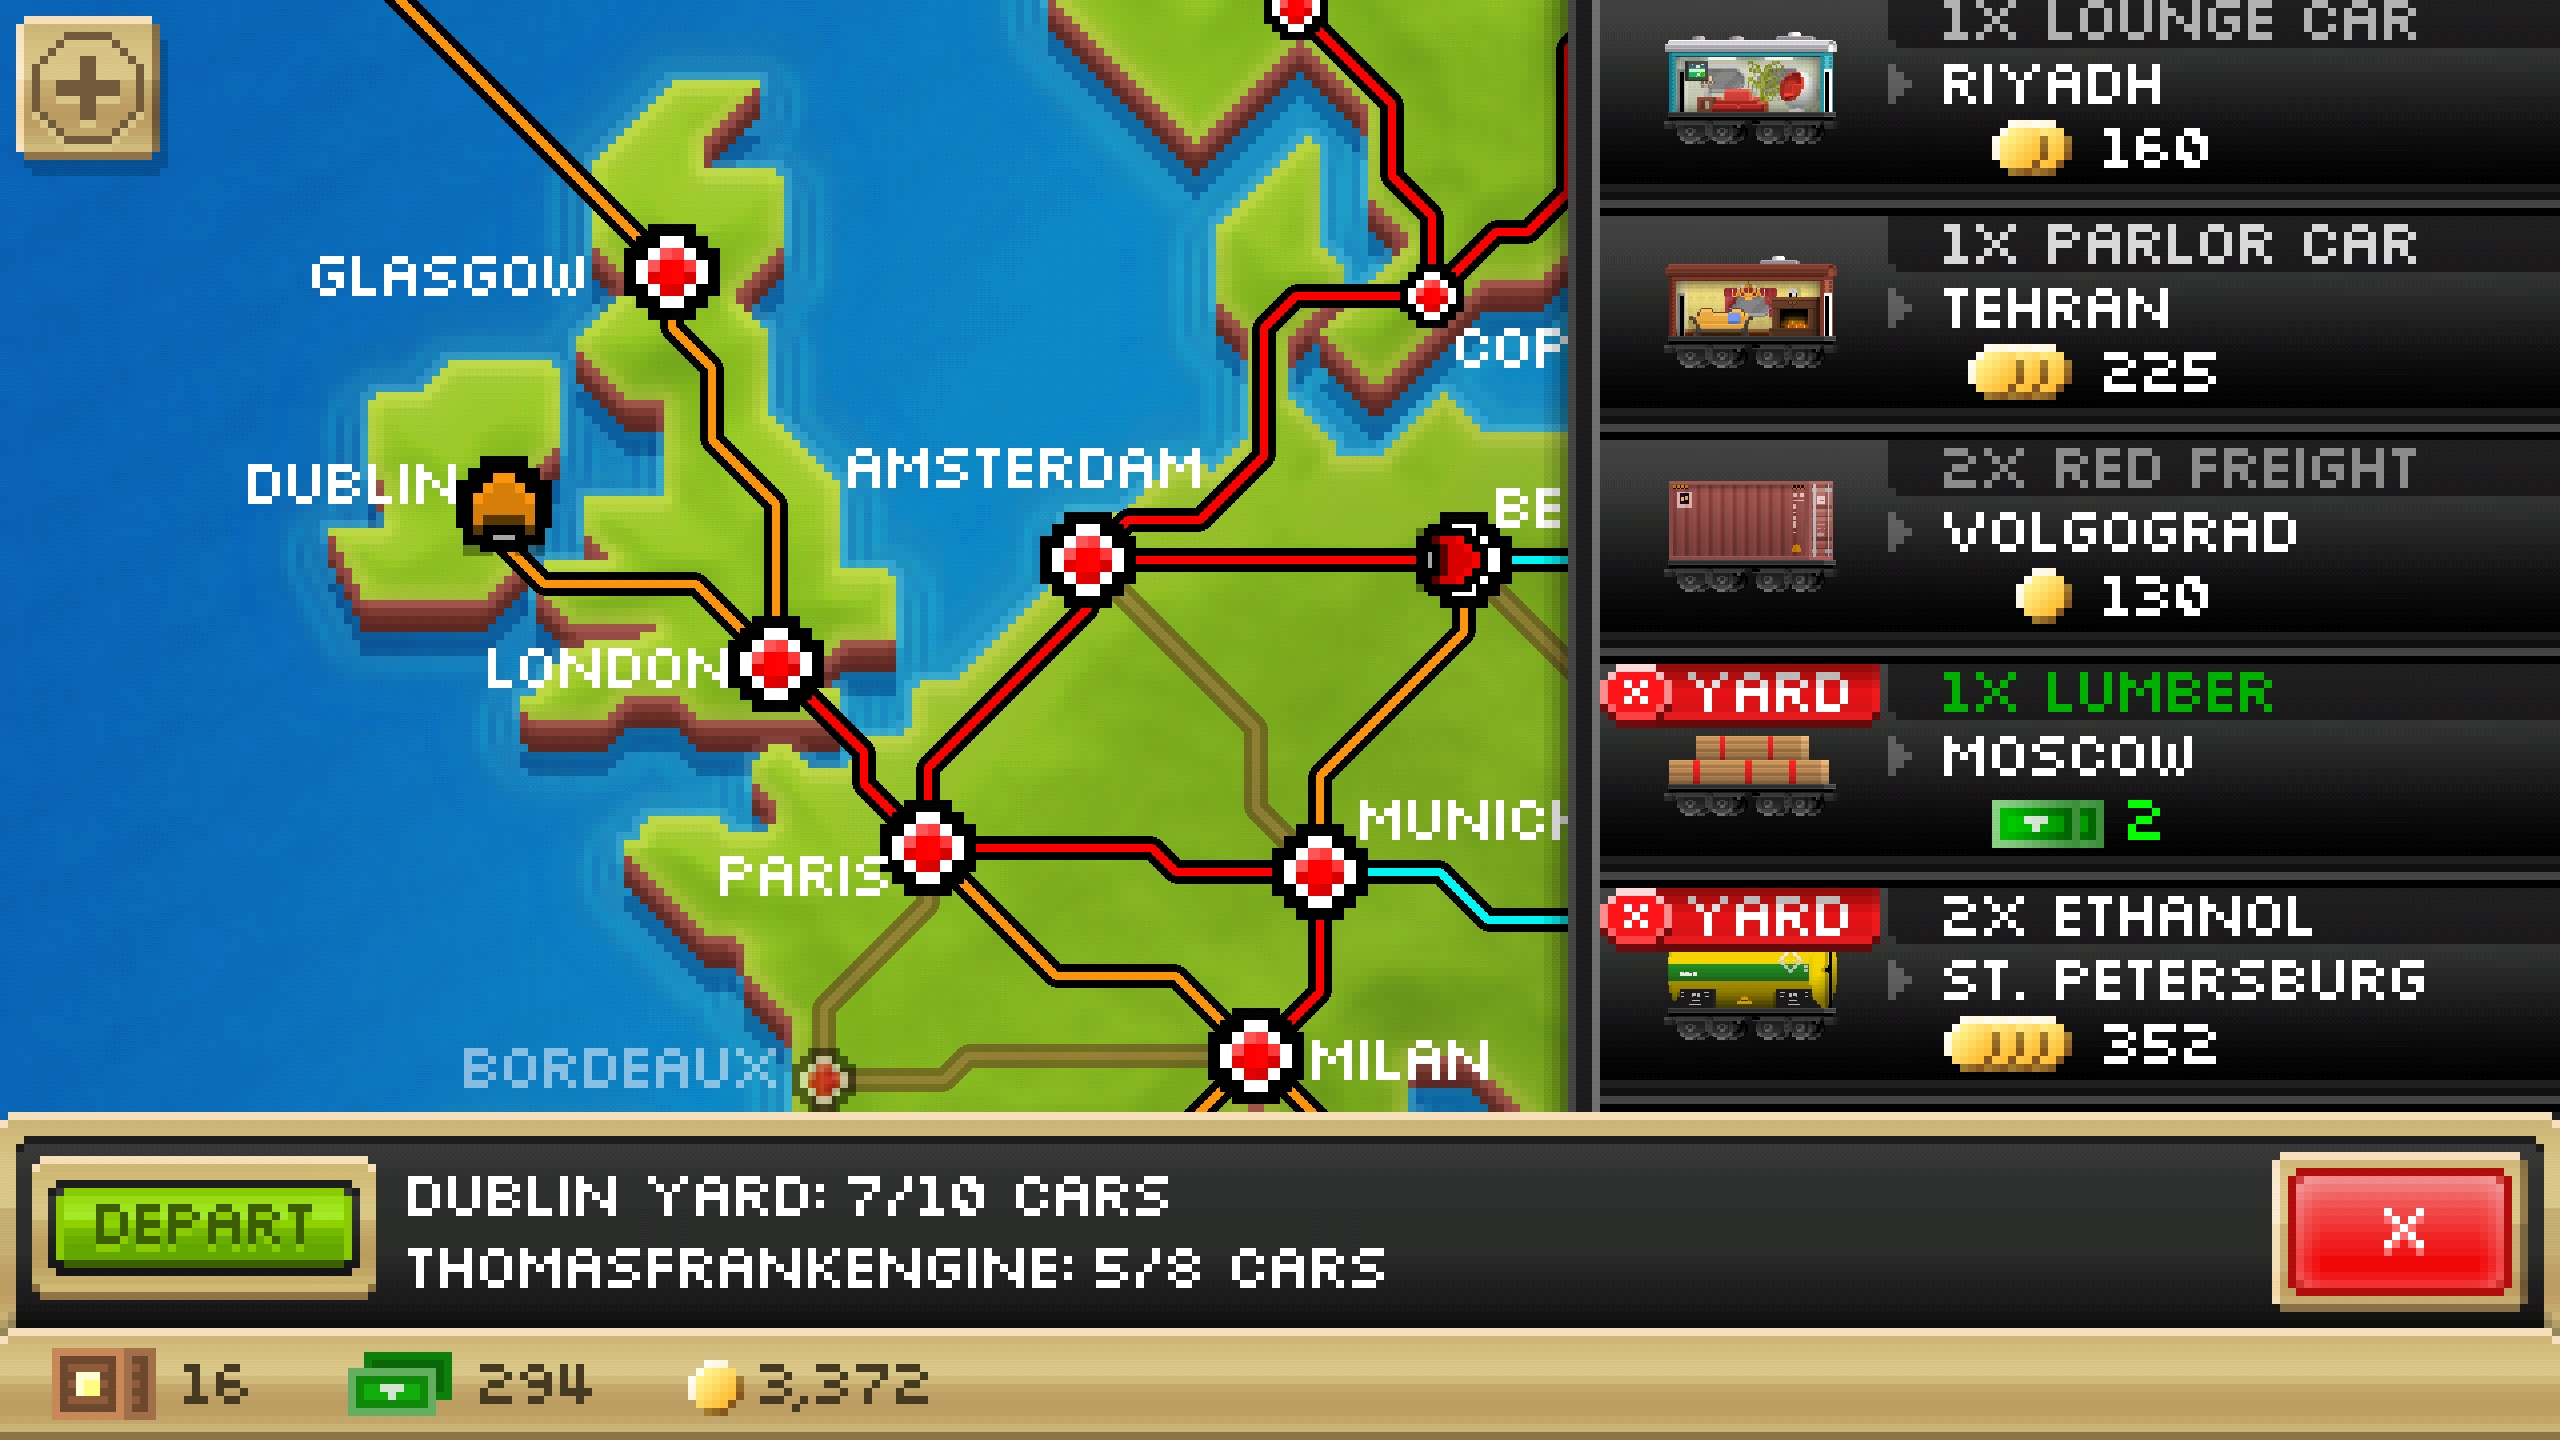 GLASGOW
DUBLIN
AMSTERDAM
COP
BE
LONDON
MUNICH
PARIS
BORDEAUX
MILAN
1X LOUNGE CAR
RIYADH
160
1X PARLOR CAR
TEHRAN
225
2X RED FREIGHT
VOLGOGRAD
130
X YARD
1X LUMBER
MOSCOW
2
X YARD
2X ETHANOL
ST. PETERSBURG
352
DEPART
DUBLIN YARD: 7/10 CARS
THOMASFRANKENGINE: 5/8 CARS
X
16
294
3,372